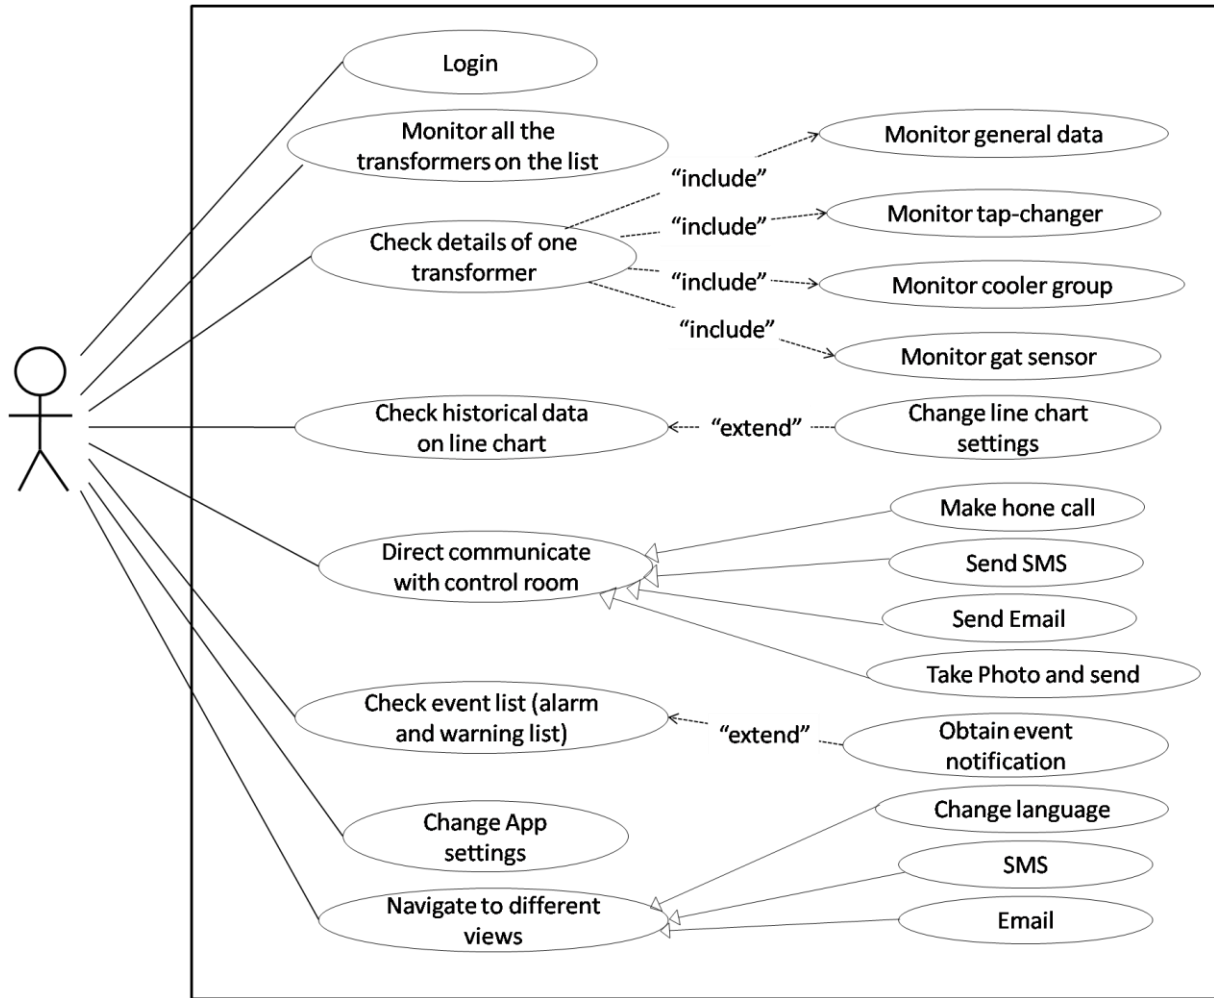 Login
Monitor all the
transformers on the list
Monitor general data
"include"
Monitor tap-changer
"include"
Check details of one
transformer
"include"
Monitor cooler group
"include"
Monitor gat sensor
Check historical data
on line chart
"extend"
Change line chart
settings
Make hone call
Direct communicate
with control room
Send SMS
Send Email
Take Photo and send
Check event list (alarm
and warning list)
"extend"
Obtain event
notification
Change language
Change App
settings
SMS
Navigate to different
views
Email